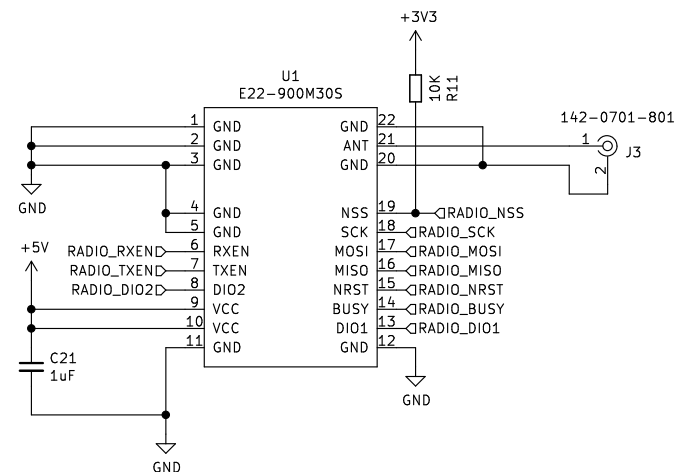 +3V3
10K
R11
U1
E22-900M30S
142-0701-801
1 GND
2 GND
3 GND
4 GND
5 GND
6 RXEN
7 TXEN
8 DIO2
9 VCC
10 VCC
11 GND
GND 22
ANT 21
GND 20
NSS 19
SCK 18
MOSI 17
MISO 16
NRST 15
BUSY 14
DIO1 13
GND 12
1
2
J3
GND
+5V
RADIO_RXEN
RADIO_TXEN
RADIO_DIO2
RADIO_NSS
RADIO_SCK
RADIO_MOSI
RADIO_MISO
RADIO_NRST
RADIO_BUSY
RADIO_DIO1
C21
1uF
GND
GND